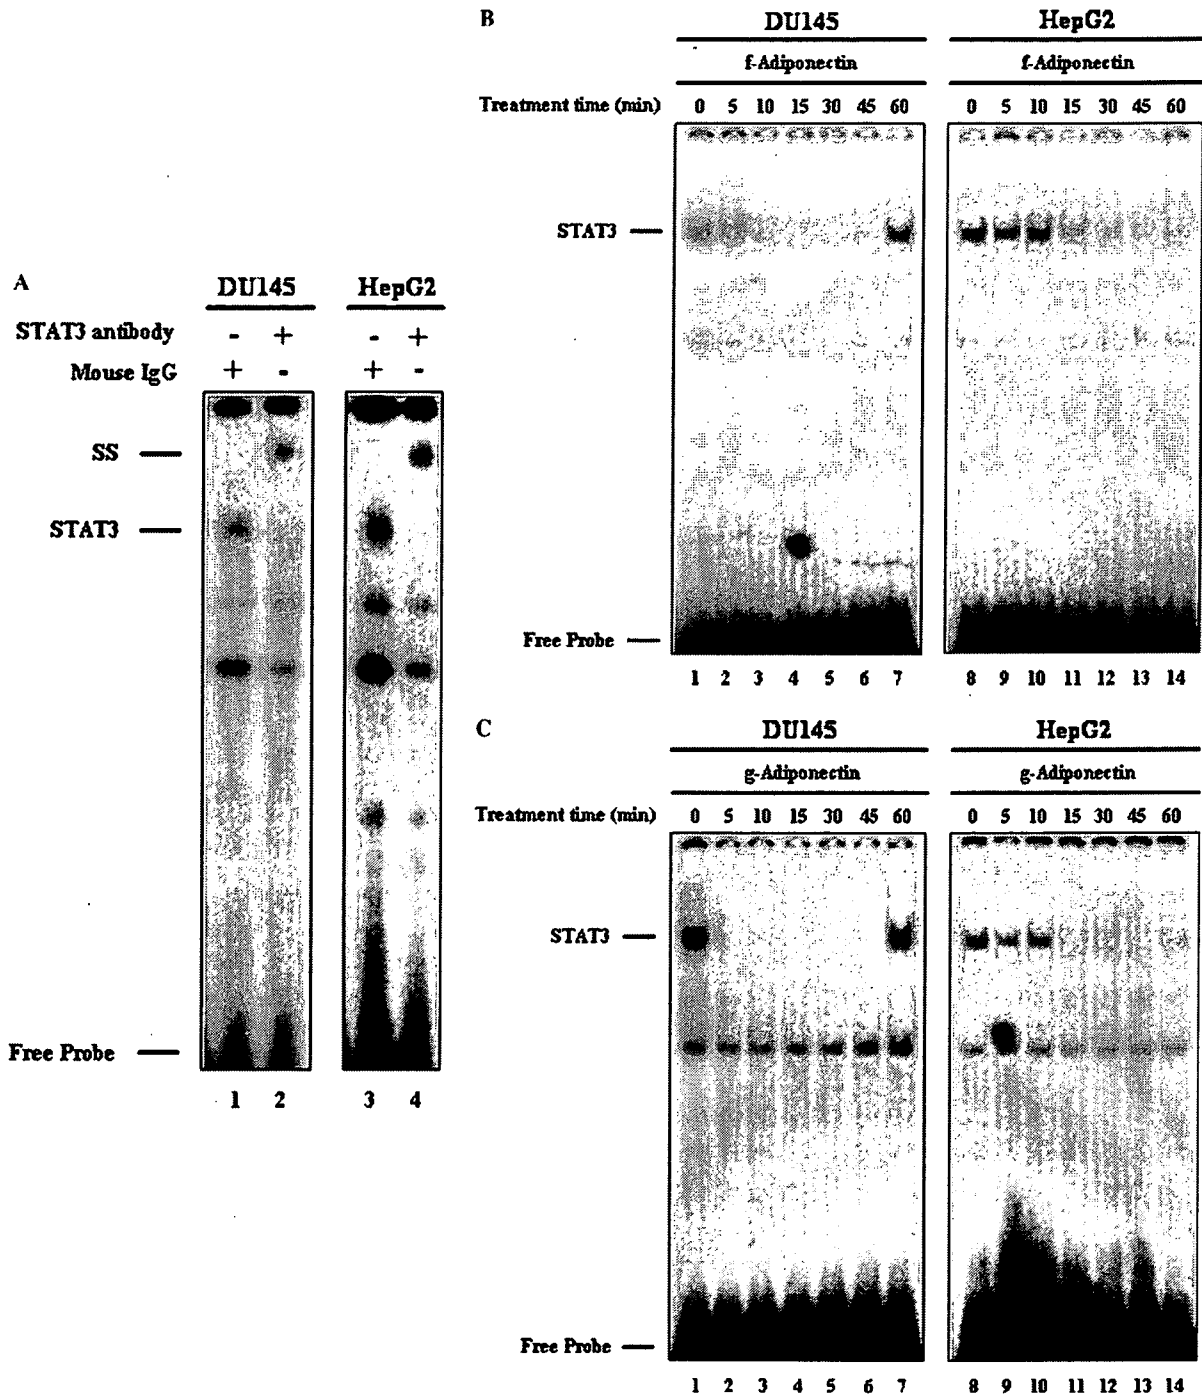 A
DU145 HepG2
STAT3 antibody - + - +
Mouse IgG + - + -
SS
STAT3
Free Probe
1 2 3 4
B
DU145 HepG2
f-Adiponectin f-Adiponectin
Treatment time (min) 0 5 10 15 30 45 60 0 5 10 15 30 45 60
STAT3
Free Probe
1 2 3 4 5 6 7 8 9 10 11 12 13 14
C
DU145 HepG2
g-Adiponectin g-Adiponectin
Treatment time (min) 0 5 10 15 30 45 60 0 5 10 15 30 45 60
STAT3
Free Probe
1 2 3 4 5 6 7 8 9 10 11 12 13 14